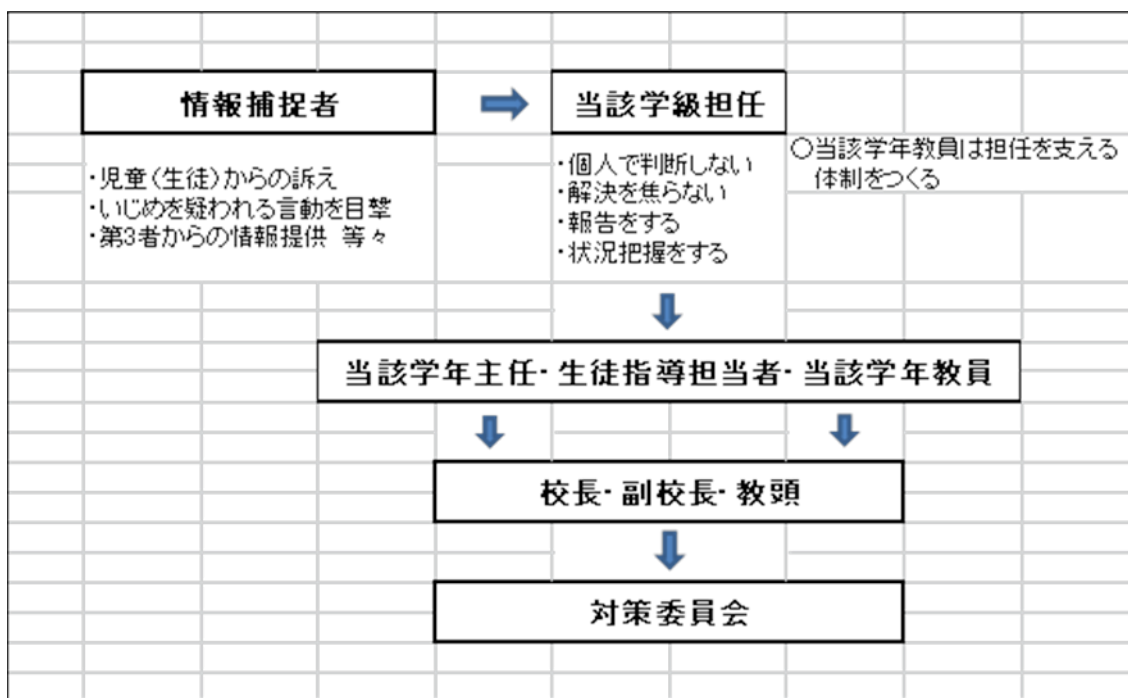 情報捕捉者
当該学級担任
・児童(生徒)からの訴え
・いじめを疑われる言動を目撃
・第3者からの情報提供 等々
・個人で判断しない
・解決を焦らない
・報告をする
・状況把握をする
○当該学年教員は担任を支える
体制をつくる
当該学年主任・生徒指導担当者・当該学年教員
校長・副校長・教頭
対策委員会